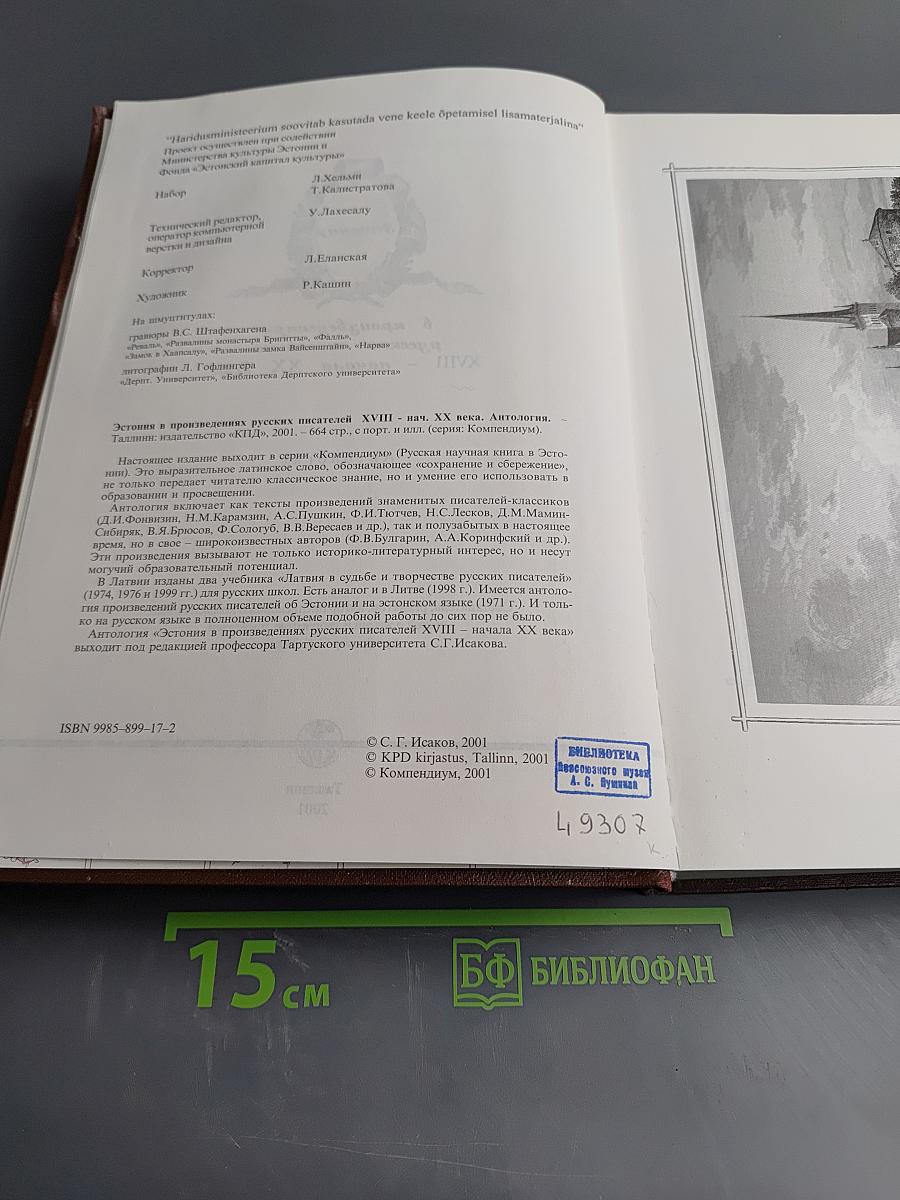 "Haridusministeerium soovitab kasutada vene keele õpetamisel lisamaterjalina"
Проект осуществлен при содействии
Министерства культуры Эстонии и
фонда «Эстонский капитал культуры»
Набор
Л.Хельми
Т.Калистратова
Технический редактор,
оператор компьютерной
верстки и дизайна
У.Лахесалу
Корректор
Л.Еланская
Художник
Р.Кашин
На шмуцтитулах:
гравюры В.С. Штафенхагена
«Реваль», «Развалины монастыря Бригитты», «Фалль»,
«Замок в Хаапсалу», «Развалины замка Вайсенштайн», «Нарва»
литографии Л. Гофлингера
«Дерпт. Университет», «Библиотека Дерптского университета»
Эстония в произведениях русских писателей XVIII - нач. XX века. Антология. –
Таллинн: издательство «КПД», 2001. – 664 стр., с порт. и илл. (серия: Компендиум).
Настоящее издание выходит в серии «Компендиум» (Русская научная книга в Эсто-
нии). Это выразительное латинское слово, обозначающее «сохранение и сбережение»,
не только передает читателю классическое знание, но и умение его использовать в
образовании и просвещении.
Антология включает как тексты произведений знаменитых писателей-классиков
(Д.И.Фонвизин, Н.М.Карамзин, А.С.Пушкин, Ф.И.Тютчев, Н.С.Лесков, Д.М.Мамин-
Сибиряк, В.Я.Брюсов, Ф.Сологуб, В.В.Вересаев и др.), так и полузабытых в настоящее
время, но в свое – широкоизвестных авторов (Ф.В.Булгарин, А.А.Коринфский и др.).
Эти произведения вызывают не только историко-литературный интерес, но и несут
могучий образовательный потенциал.
В Латвии изданы два учебника «Латвия в судьбе и творчестве русских писателей»
(1974, 1976 и 1999 гг.) для русских школ. Есть аналог и в Литве (1998 г.). Имеется антоло-
гия произведений русских писателей об Эстонии и на эстонском языке (1971 г.). И толь-
ко на русском языке в полноценном объеме подобной работы до сих пор не было.
Антология «Эстония в произведениях русских писателей XVIII – начала XX века»
выходит под редакцией профессора Тартуского университета С.Г.Исакова.
ISBN 9985–899–17–2
© С. Г. Исаков, 2001
© KPD kirjastus, Tallinn, 2001
© Компендиум, 2001
БИБЛИОТЕКА
Всесоюзного музея
А. С. Пушкина
49307
к
15 см
БФ БИБЛИОФАН